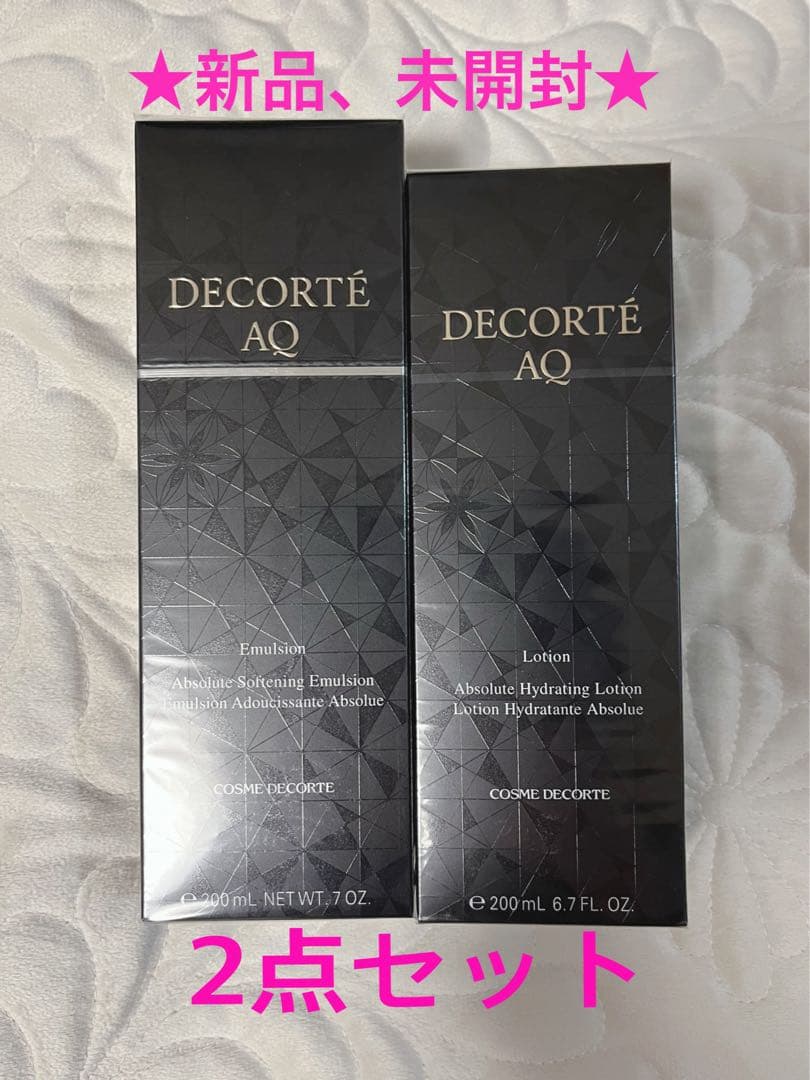 ★新品、未開封★
DECORTÉ
AQ
Emulsion
Absolute Softening Emulsion
Emulsion Adoucissante Absolue
COSME DECORTE
℮ 200 mL NET WT. 7 OZ.
DECORTÉ
AQ
Lotion
Absolute Hydrating Lotion
Lotion Hydratante Absolue
COSME DECORTE
℮ 200 mL 6.7 FL. OZ.
2点セット